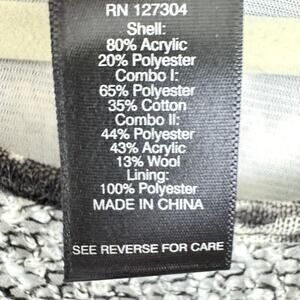 RN 127304
Shell:
80% Acrylic
20% Polyester
Combo I:
65% Polyester
35% Cotton
Combo II:
44% Polyester
43% Acrylic
13% Wool
Lining:
100% Polyester
MADE IN CHINA
SEE REVERSE FOR CARE